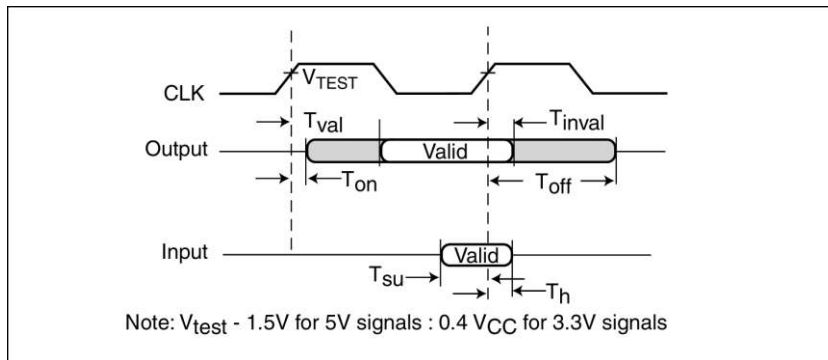 VTEST
CLK
Tval
Tinval
Output
Valid
Ton
Toff
Input
Valid
Tsu
Th
Note: Vtest - 1.5V for 5V signals : 0.4 VCC for 3.3V signals